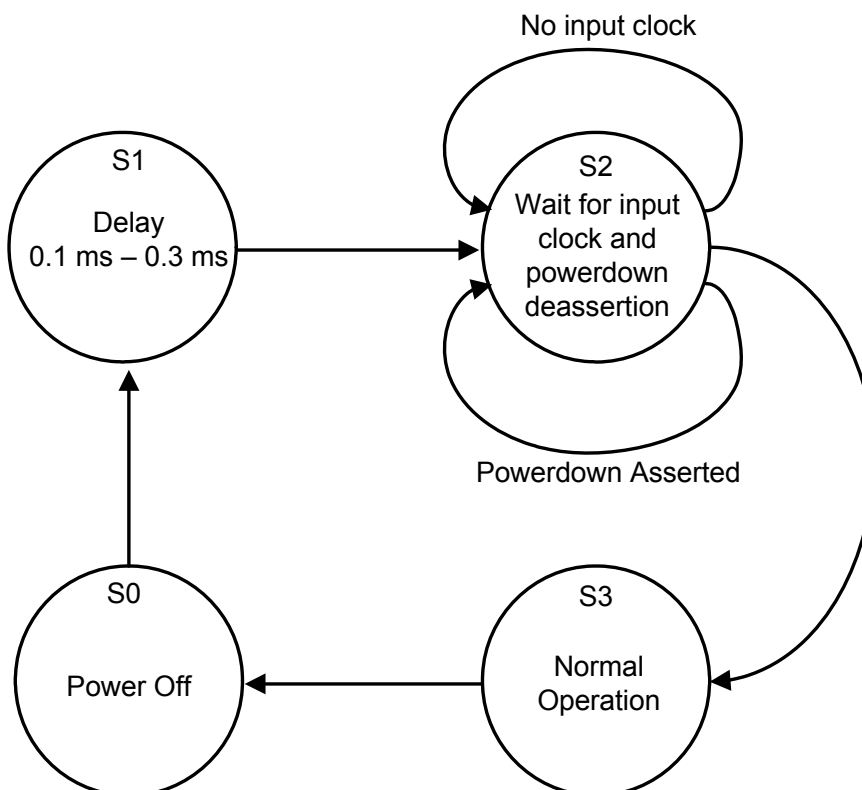 No input clock
S1
Delay
0.1 ms – 0.3 ms
S2
Wait for input
clock and
powerdown
deassertion
Powerdown Asserted
S0
Power Off
S3
Normal
Operation